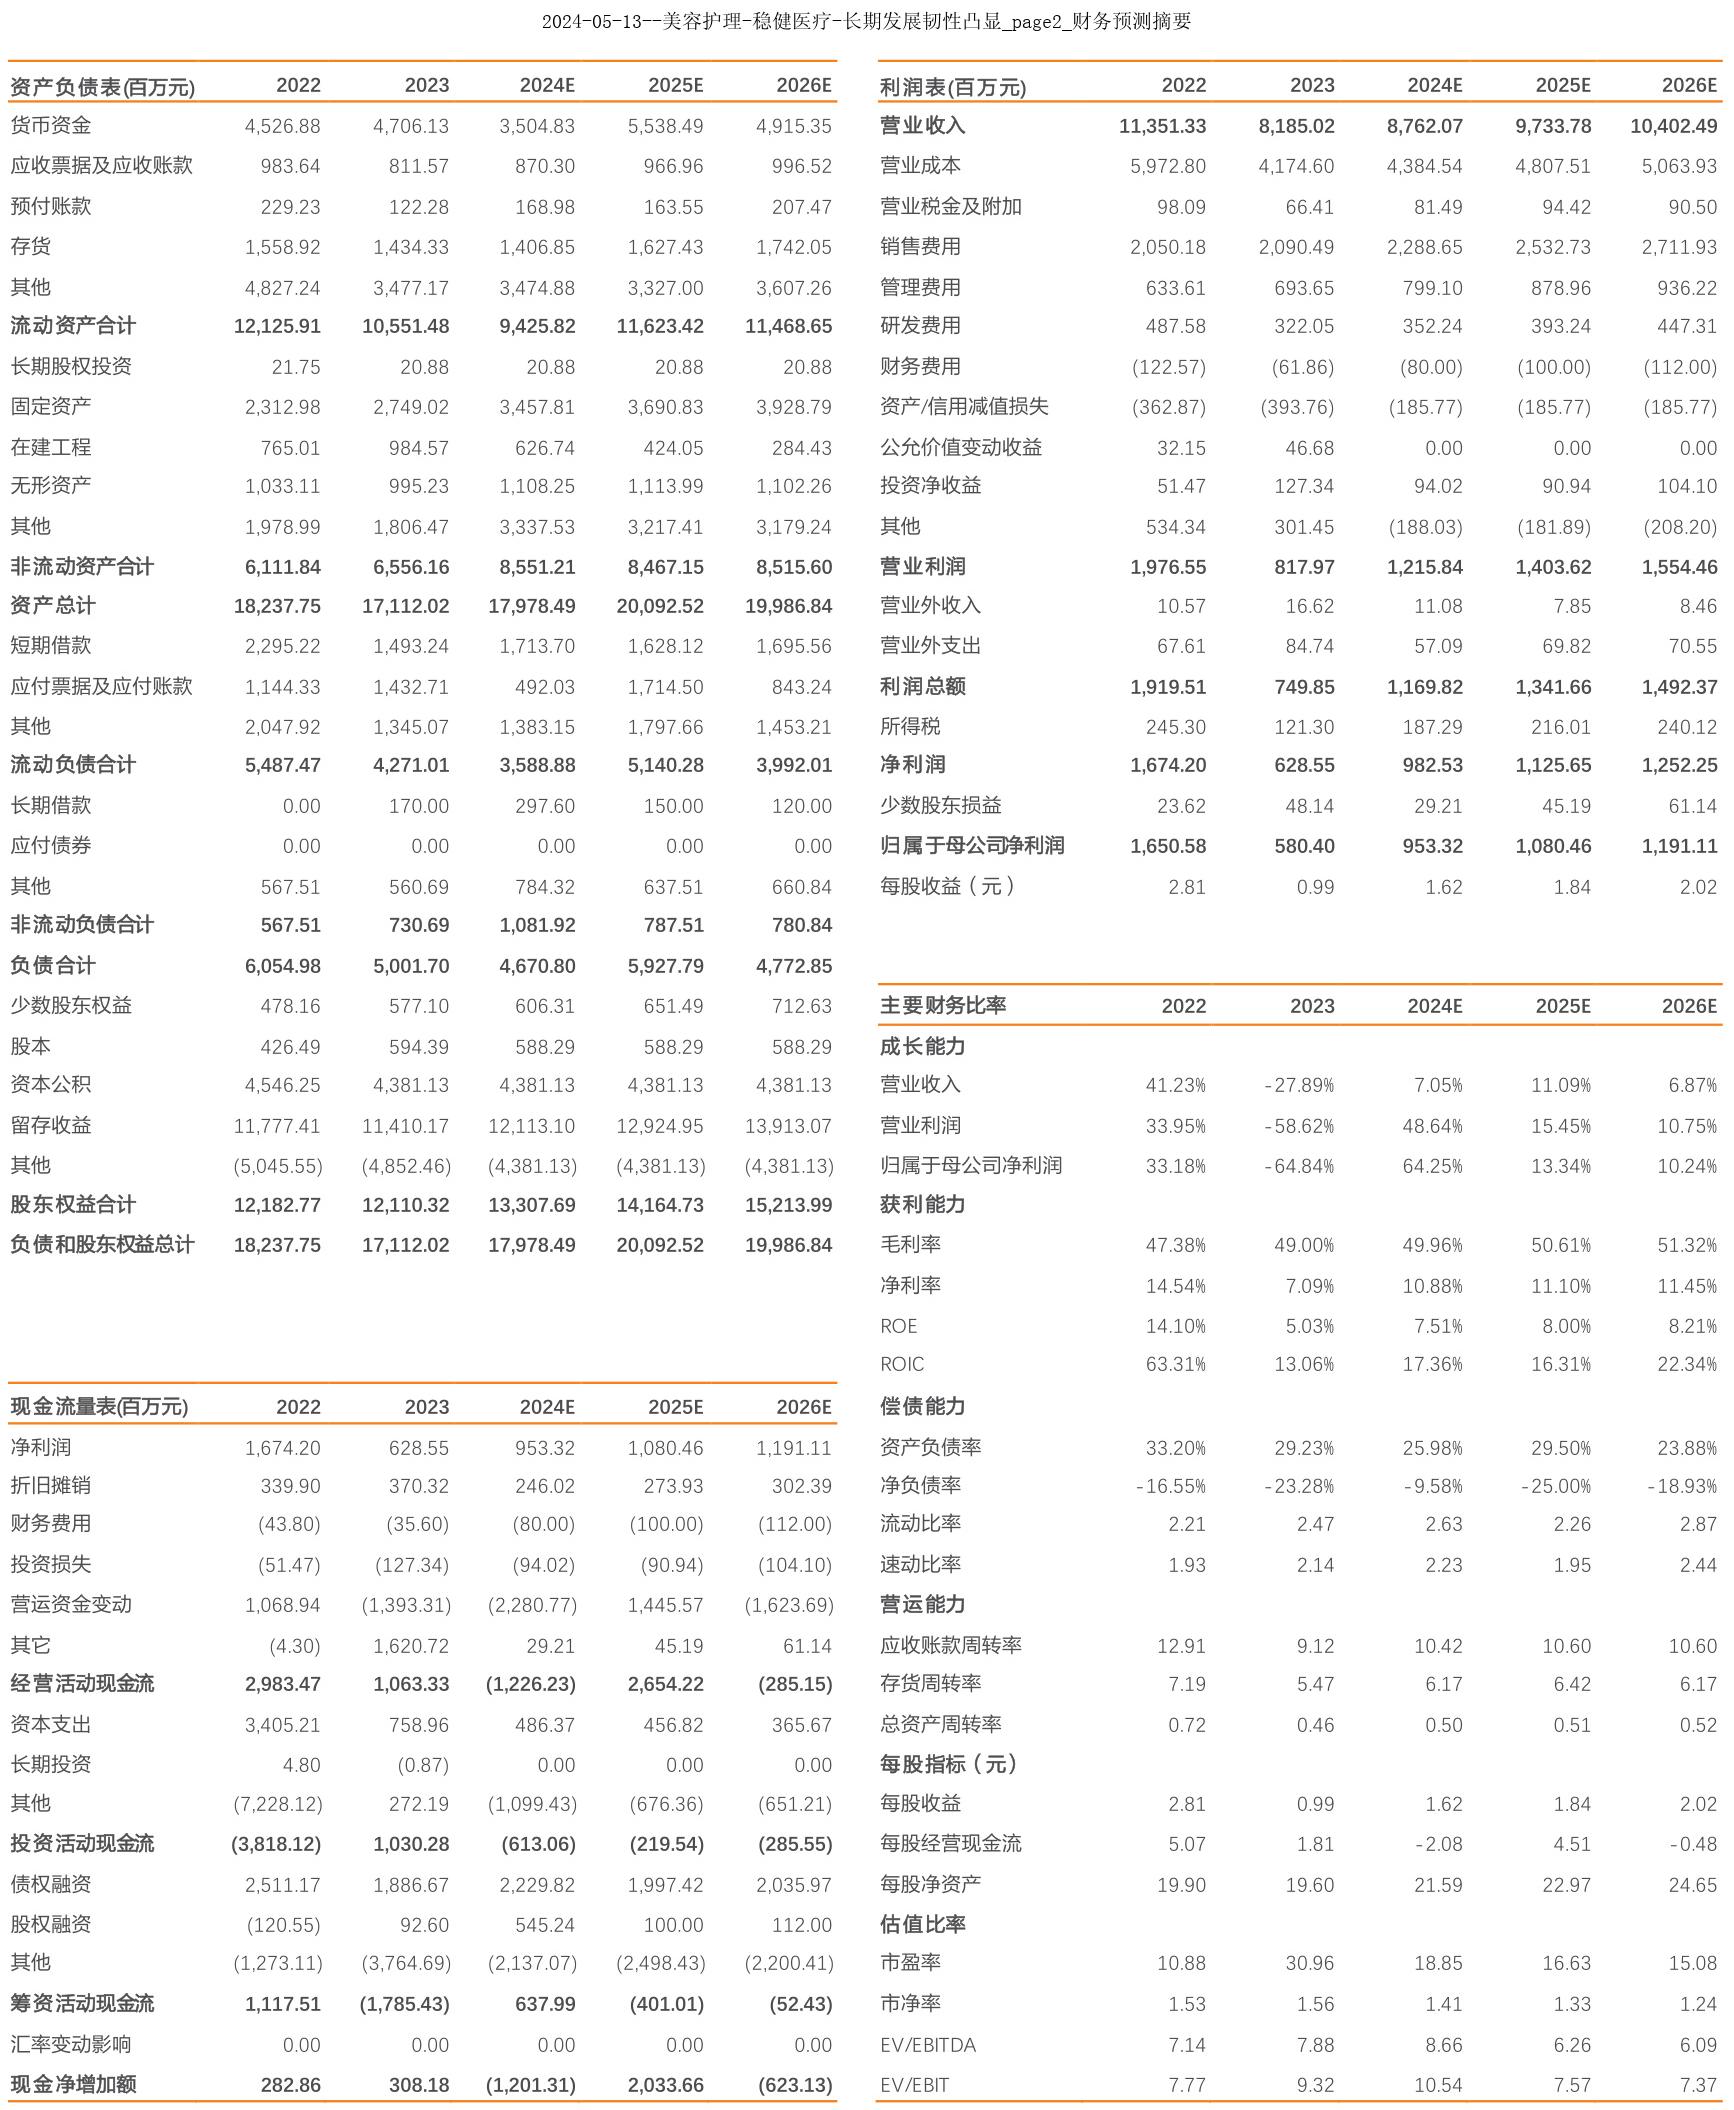 2024-05-13--美容护理-稳健医疗-长期发展韧性凸显_page2_财务预测摘要
资产负债表(百万元) 2022 2023 2024E 2025E 2026E
货币资金 4,526.88 4,706.13 3,504.83 5,538.49 4,915.35
应收票据及应收账款 983.64 811.57 870.30 966.96 996.52
预付账款 229.23 122.28 168.98 163.55 207.47
存货 1,558.92 1,434.33 1,406.85 1,627.43 1,742.05
其他 4,827.24 3,477.17 3,474.88 3,327.00 3,607.26
流动资产合计 12,125.91 10,551.48 9,425.82 11,623.42 11,468.65
长期股权投资 21.75 20.88 20.88 20.88 20.88
固定资产 2,312.98 2,749.02 3,457.81 3,690.83 3,928.79
在建工程 765.01 984.57 626.74 424.05 284.43
无形资产 1,033.11 995.23 1,108.25 1,113.99 1,102.26
其他 1,978.99 1,806.47 3,337.53 3,217.41 3,179.24
非流动资产合计 6,111.84 6,556.16 8,551.21 8,467.15 8,515.60
资产总计 18,237.75 17,112.02 17,978.49 20,092.52 19,986.84
短期借款 2,295.22 1,493.24 1,713.70 1,628.12 1,695.56
应付票据及应付账款 1,144.33 1,432.71 492.03 1,714.50 843.24
其他 2,047.92 1,345.07 1,383.15 1,797.66 1,453.21
流动负债合计 5,487.47 4,271.01 3,588.88 5,140.28 3,992.01
长期借款 0.00 170.00 297.60 150.00 120.00
应付债券 0.00 0.00 0.00 0.00 0.00
其他 567.51 560.69 784.32 637.51 660.84
非流动负债合计 567.51 730.69 1,081.92 787.51 780.84
负债合计 6,054.98 5,001.70 4,670.80 5,927.79 4,772.85
少数股东权益 478.16 577.10 606.31 651.49 712.63
股本 426.49 594.39 588.29 588.29 588.29
资本公积 4,546.25 4,381.13 4,381.13 4,381.13 4,381.13
留存收益 11,777.41 11,410.17 12,113.10 12,924.95 13,913.07
其他 (5,045.55) (4,852.46) (4,381.13) (4,381.13) (4,381.13)
股东权益合计 12,182.77 12,110.32 13,307.69 14,164.73 15,213.99
负债和股东权益总计 18,237.75 17,112.02 17,978.49 20,092.52 19,986.84
现金流量表(百万元) 2022 2023 2024E 2025E 2026E
净利润 1,674.20 628.55 953.32 1,080.46 1,191.11
折旧摊销 339.90 370.32 246.02 273.93 302.39
财务费用 (43.80) (35.60) (80.00) (100.00) (112.00)
投资损失 (51.47) (127.34) (94.02) (90.94) (104.10)
营运资金变动 1,068.94 (1,393.31) (2,280.77) 1,445.57 (1,623.69)
其它 (4.30) 1,620.72 29.21 45.19 61.14
经营活动现金流 2,983.47 1,063.33 (1,226.23) 2,654.22 (285.15)
资本支出 3,405.21 758.96 486.37 456.82 365.67
长期投资 4.80 (0.87) 0.00 0.00 0.00
其他 (7,228.12) 272.19 (1,099.43) (676.36) (651.21)
投资活动现金流 (3,818.12) 1,030.28 (613.06) (219.54) (285.55)
债权融资 2,511.17 1,886.67 2,229.82 1,997.42 2,035.97
股权融资 (120.55) 92.60 545.24 100.00 112.00
其他 (1,273.11) (3,764.69) (2,137.07) (2,498.43) (2,200.41)
筹资活动现金流 1,117.51 (1,785.43) 637.99 (401.01) (52.43)
汇率变动影响 0.00 0.00 0.00 0.00 0.00
现金净增加额 282.86 308.18 (1,201.31) 2,033.66 (623.13)
利润表(百万元) 2022 2023 2024E 2025E 2026E
营业收入 11,351.33 8,185.02 8,762.07 9,733.78 10,402.49
营业成本 5,972.80 4,174.60 4,384.54 4,807.51 5,063.93
营业税金及附加 98.09 66.41 81.49 94.42 90.50
销售费用 2,050.18 2,090.49 2,288.65 2,532.73 2,711.93
管理费用 633.61 693.65 799.10 878.96 936.22
研发费用 487.58 322.05 352.24 393.24 447.31
财务费用 (122.57) (61.86) (80.00) (100.00) (112.00)
资产/信用减值损失 (362.87) (393.76) (185.77) (185.77) (185.77)
公允价值变动收益 32.15 46.68 0.00 0.00 0.00
投资净收益 51.47 127.34 94.02 90.94 104.10
其他 534.34 301.45 (188.03) (181.89) (208.20)
营业利润 1,976.55 817.97 1,215.84 1,403.62 1,554.46
营业外收入 10.57 16.62 11.08 7.85 8.46
营业外支出 67.61 84.74 57.09 69.82 70.55
利润总额 1,919.51 749.85 1,169.82 1,341.66 1,492.37
所得税 245.30 121.30 187.29 216.01 240.12
净利润 1,674.20 628.55 982.53 1,125.65 1,252.25
少数股东损益 23.62 48.14 29.21 45.19 61.14
归属于母公司净利润 1,650.58 580.40 953.32 1,080.46 1,191.11
每股收益（元） 2.81 0.99 1.62 1.84 2.02
主要财务比率 2022 2023 2024E 2025E 2026E
成长能力
营业收入 41.23% -27.89% 7.05% 11.09% 6.87%
营业利润 33.95% -58.62% 48.64% 15.45% 10.75%
归属于母公司净利润 33.18% -64.84% 64.25% 13.34% 10.24%
获利能力
毛利率 47.38% 49.00% 49.96% 50.61% 51.32%
净利率 14.54% 7.09% 10.88% 11.10% 11.45%
ROE 14.10% 5.03% 7.51% 8.00% 8.21%
ROIC 63.31% 13.06% 17.36% 16.31% 22.34%
偿债能力
资产负债率 33.20% 29.23% 25.98% 29.50% 23.88%
净负债率 -16.55% -23.28% -9.58% -25.00% -18.93%
流动比率 2.21 2.47 2.63 2.26 2.87
速动比率 1.93 2.14 2.23 1.95 2.44
营运能力
应收账款周转率 12.91 9.12 10.42 10.60 10.60
存货周转率 7.19 5.47 6.17 6.42 6.17
总资产周转率 0.72 0.46 0.50 0.51 0.52
每股指标（元）
每股收益 2.81 0.99 1.62 1.84 2.02
每股经营现金流 5.07 1.81 -2.08 4.51 -0.48
每股净资产 19.90 19.60 21.59 22.97 24.65
估值比率
市盈率 10.88 30.96 18.85 16.63 15.08
市净率 1.53 1.56 1.41 1.33 1.24
EV/EBITDA 7.14 7.88 8.66 6.26 6.09
EV/EBIT 7.77 9.32 10.54 7.57 7.37